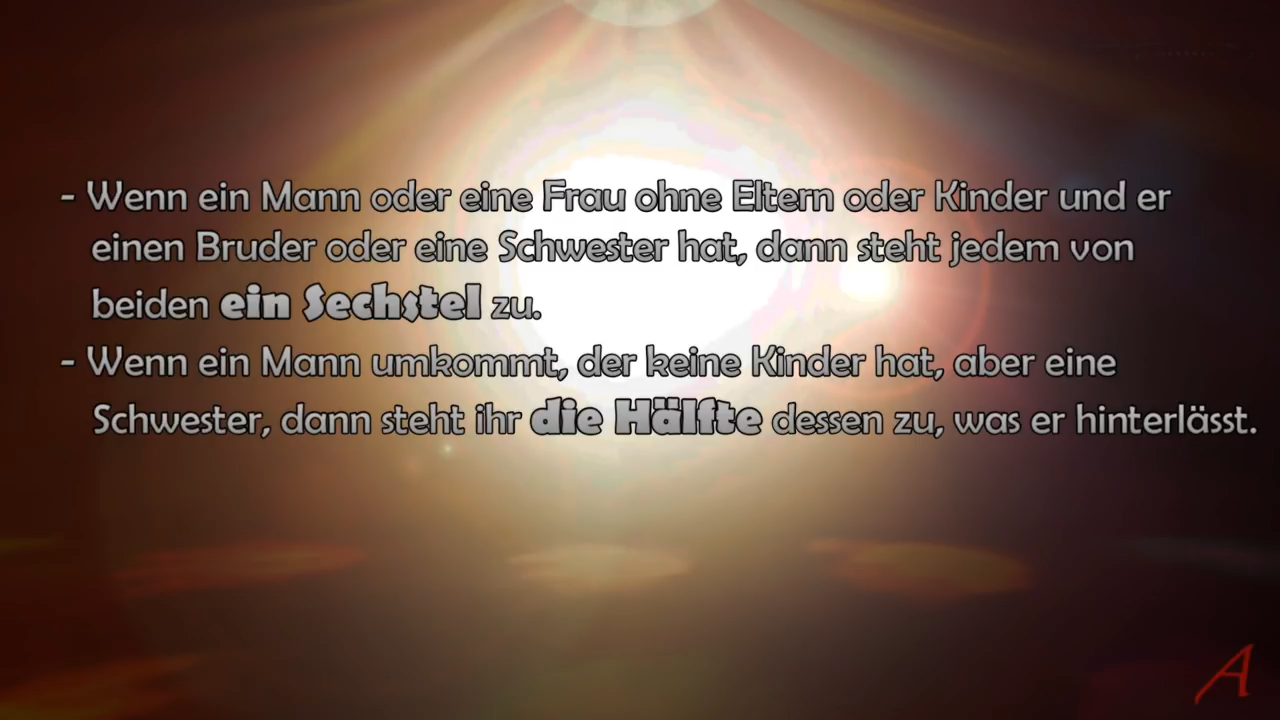 - Wenn ein Mann oder eine Frau ohne Eltern oder Kinder und er
einen Bruder oder eine Schwester hat, dann steht jedem von
beiden ein Sechstel zu.
- Wenn ein Mann umkommt, der keine Kinder hat, aber eine
Schwester, dann steht ihr die Hälfte dessen zu, was er hinterlässt.
A